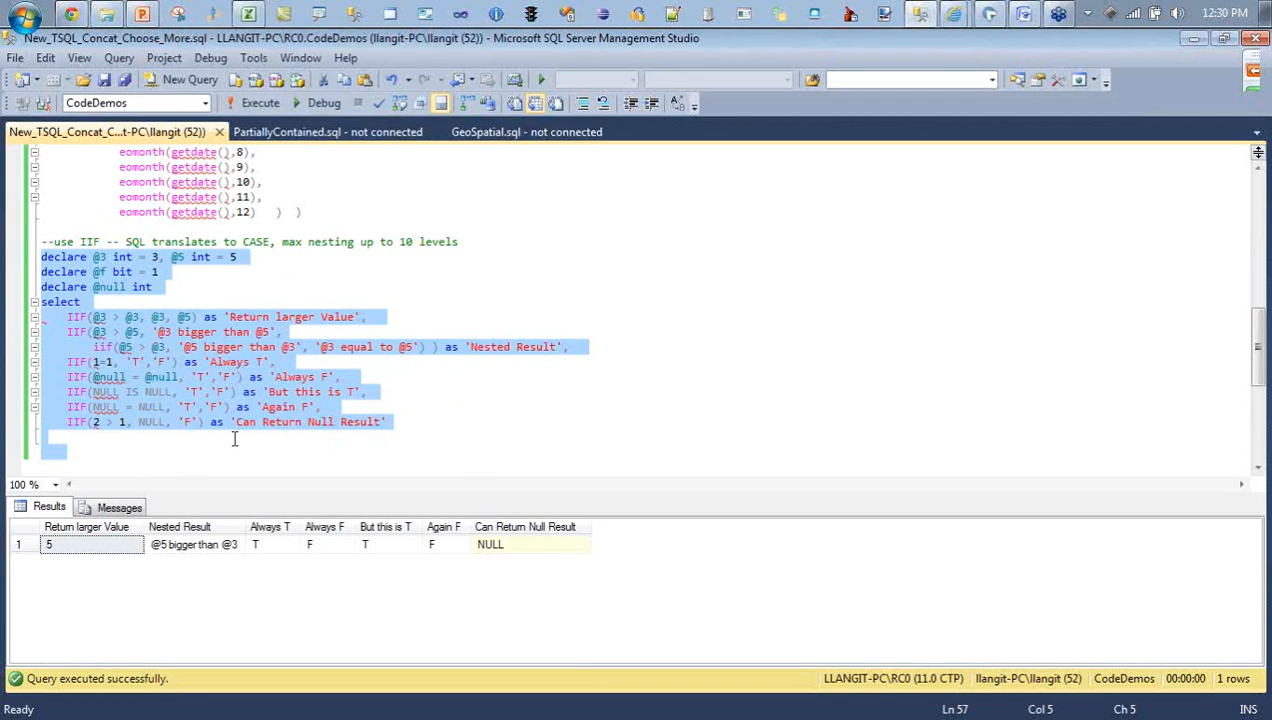 12:30 PM
New_TSQL_Concat_Choose_More.sql - LLANGIT-PC\RC0.CodeDemos (llangit-PC\llangit (52)) - Microsoft SQL Server Management Studio
File Edit View Query Project Debug Tools Window Help
New Query
CodeDemos Execute Debug
New_TSQL_Concat_C...t-PC\llangit (52)) PartiallyContained.sql - not connected GeoSpatial.sql - not connected
eomonth(getdate(),8),
eomonth(getdate(),9),
eomonth(getdate(),10),
eomonth(getdate(),11),
eomonth(getdate(),12) ) )
--use IIF -- SQL translates to CASE, max nesting up to 10 levels
declare @3 int = 3, @5 int = 5
declare @f bit = 1
declare @null int
select
IIF(@3 > @3, @3, @5) as 'Return larger Value',
IIF(@3 > @5, '@3 bigger than @5',
iif(@5 > @3, '@5 bigger than @3', '@3 equal to @5') ) as 'Nested Result',
IIF(1=1, 'T','F') as 'Always T',
IIF(@null = @null, 'T','F') as 'Always F',
IIF(NULL IS NULL, 'T','F') as 'But this is T',
IIF(NULL = NULL, 'T','F') as 'Again F',
IIF(2 > 1, NULL, 'F') as 'Can Return Null Result'
100 %
Results Messages
Return larger Value Nested Result Always T Always F But this is T Again F Can Return Null Result
1 5 @5 bigger than @3 T F T F NULL
Query executed successfully. LLANGIT-PC\RC0 (11.0 CTP) llangit-PC\llangit (52) CodeDemos 00:00:00 1 rows
Ready Ln 57 Col 5 Ch 5 INS